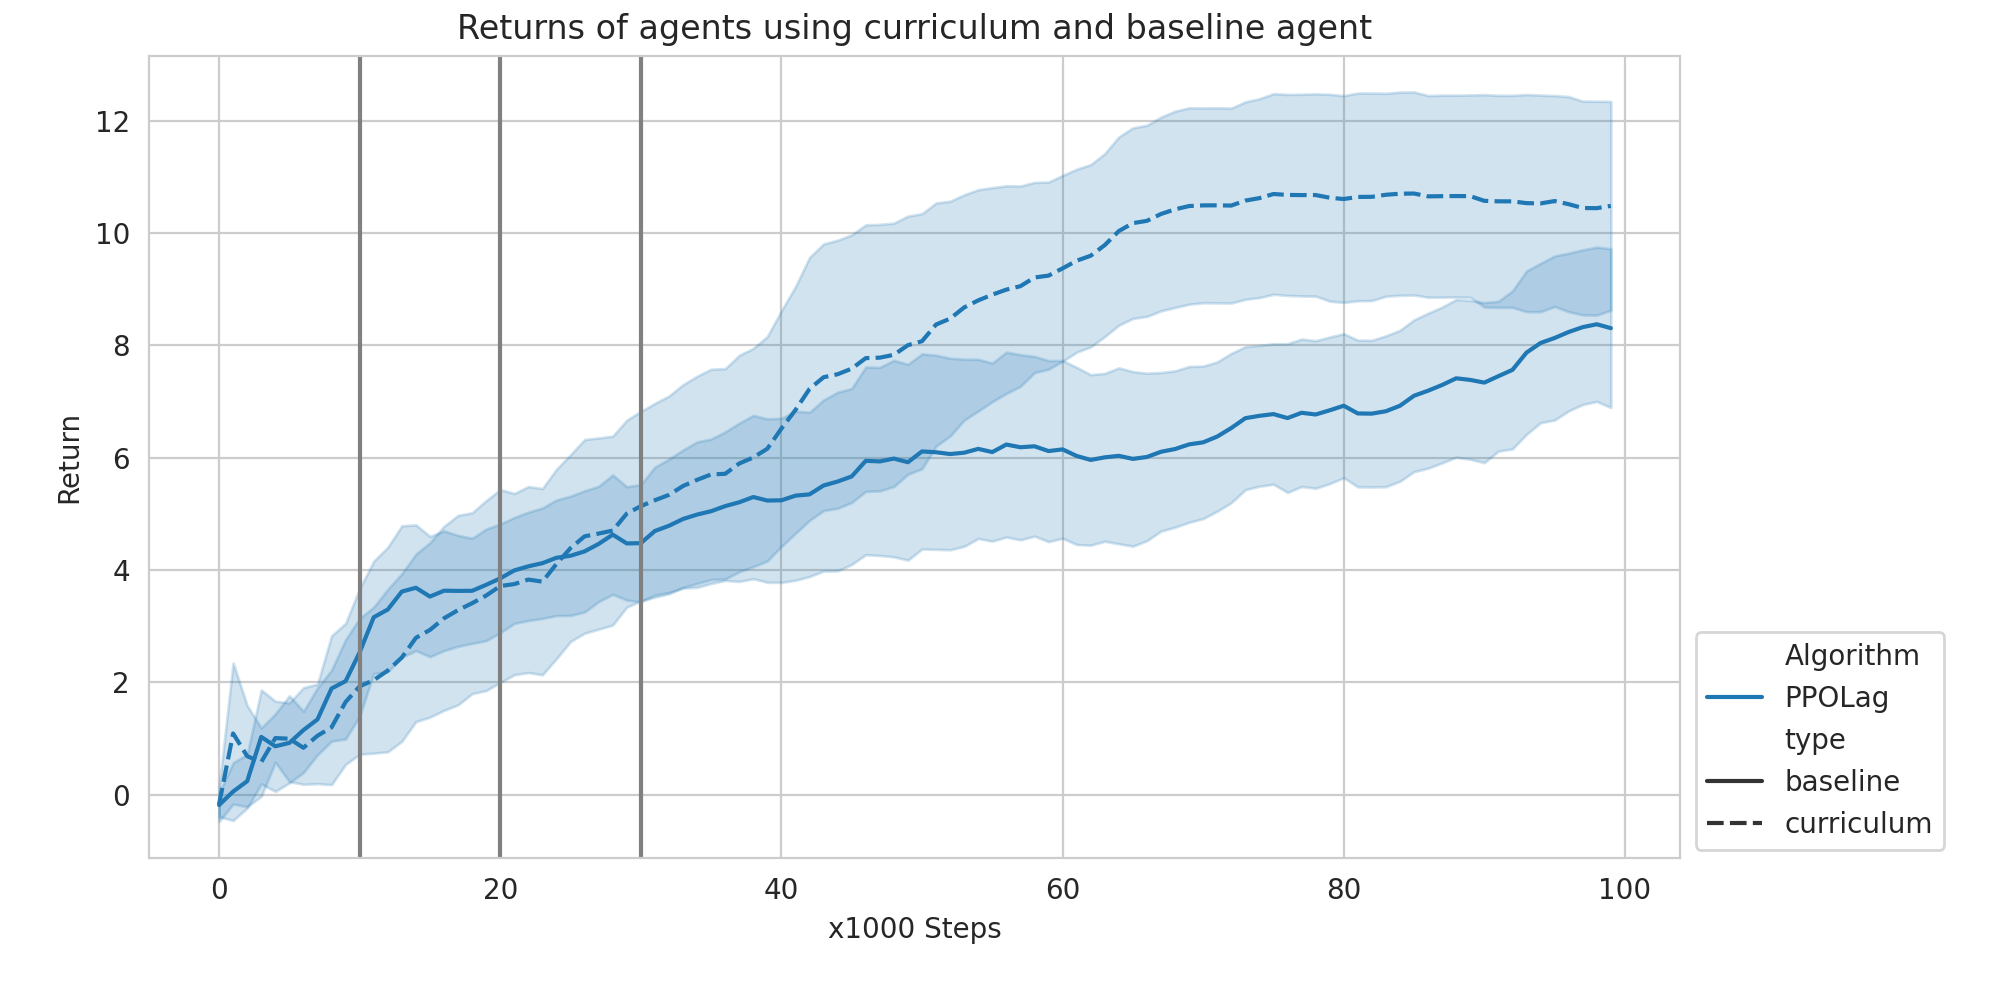 Returns of agents using curriculum and baseline agent
12
10
8
6
4
2
0
Return
0 20 40 60 80 100
x1000 Steps
Algorithm
PPOLag
type
baseline
curriculum